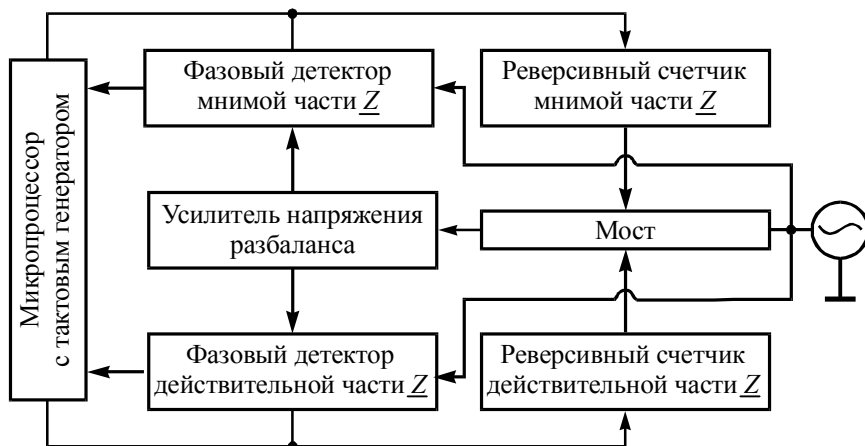 Фазовый детектор
мнимой части Z
Реверсивный счетчик
мнимой части Z
Микропроцессор
с тактовым генератором
Усилитель напряжения
разбаланса
Мост
Фазовый детектор
действительной части Z
Реверсивный счетчик
действительной части Z